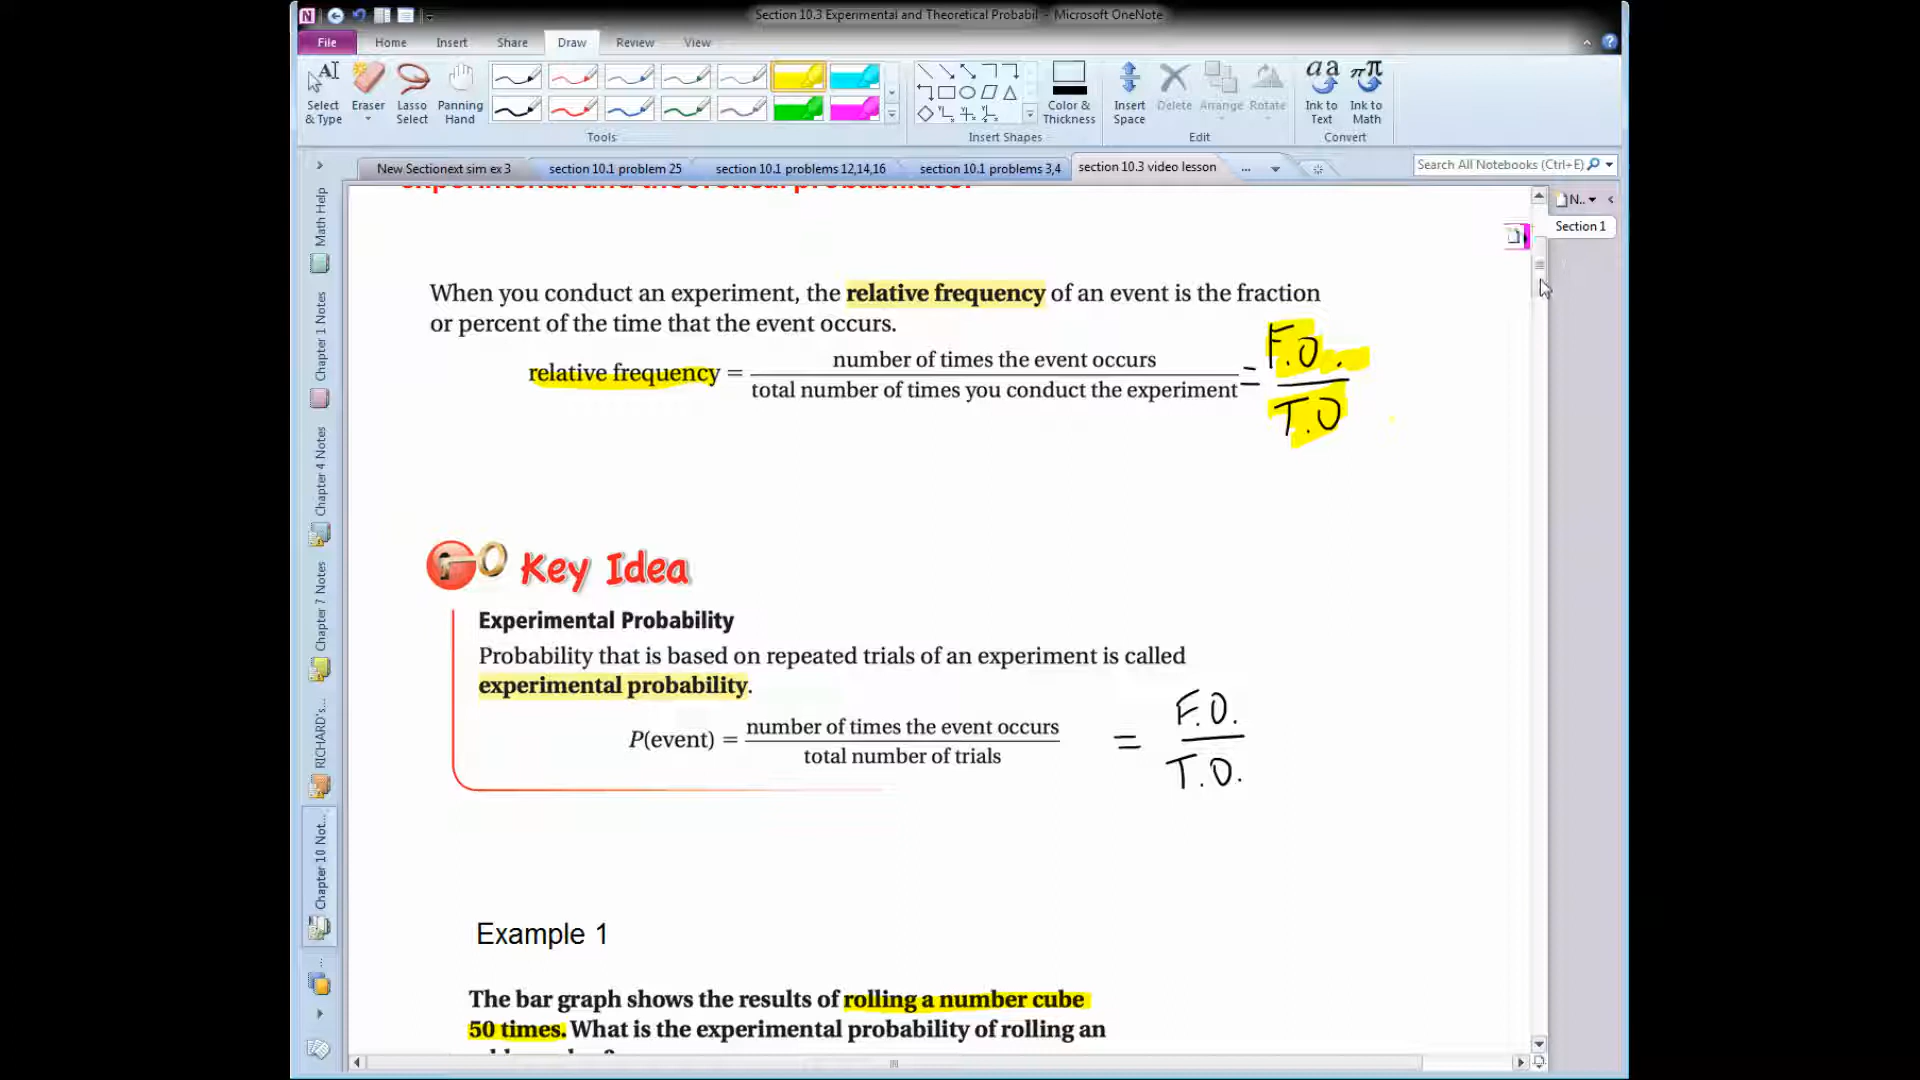 Section 10.3 Experimental and Theoretical Probabil - Microsoft OneNote
File Home Insert Share Draw Review View
Select & Type
Eraser
Lasso Select
Panning Hand
Color & Thickness
Insert Space
Delete
Arrange
Rotate
Ink to Text
Ink to Math
Tools
Insert Shapes
Edit
Convert
New Sectionext sim ex 3
section 10.1 problem 25
section 10.1 problems 12,14,16
section 10.1 problems 3,4
section 10.3 video lesson
...
Search All Notebooks (Ctrl+E)
N..
Section 1
Math Help
Chapter 1 Notes
Chapter 4 Notes
Chapter 7 Notes
RICHARD's...
Chapter 10 Not...
experimental and theoretical probabilities.
When you conduct an experiment, the relative frequency of an event is the fraction
or percent of the time that the event occurs.
relative frequency = number of times the event occurs / total number of times you conduct the experiment = F.O. / T.O
Key Idea
Experimental Probability
Probability that is based on repeated trials of an experiment is called
experimental probability.
P(event) = number of times the event occurs / total number of trials = F.O. / T.O.
Example 1
The bar graph shows the results of rolling a number cube
50 times. What is the experimental probability of rolling an